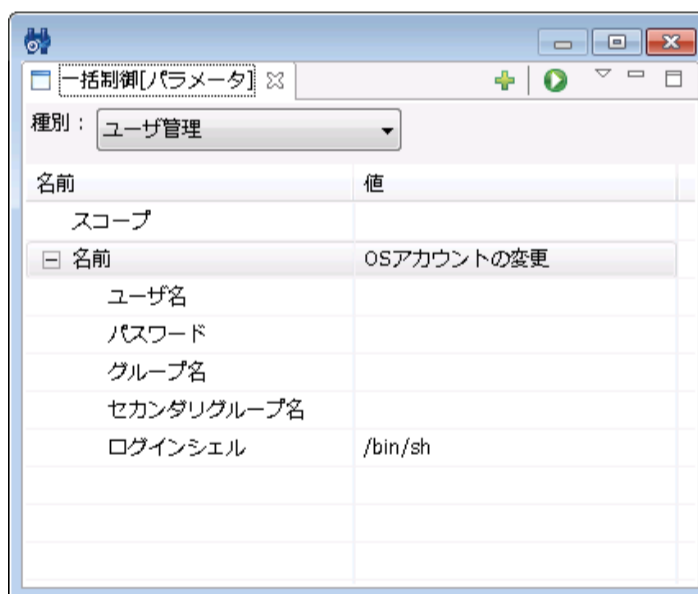 一括制御[パラメータ]
種別： ユーザ管理
名前 値
スコープ
名前 OSアカウントの変更
ユーザ名
パスワード
グループ名
セカンダリグループ名
ログインシェル /bin/sh